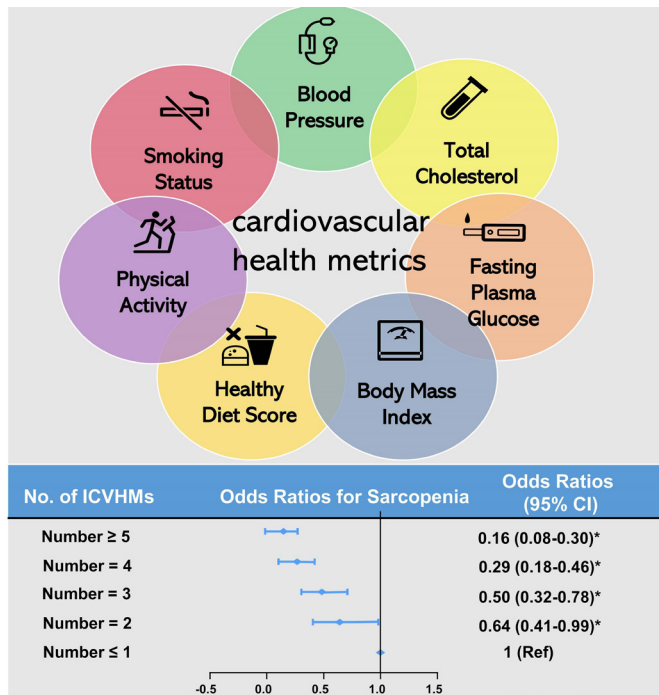 Blood
Pressure
Smoking
Status
Total
Cholesterol
cardiovascular
health metrics
Physical
Activity
Fasting
Plasma
Glucose
Healthy
Diet Score
Body Mass
Index
No. of ICVHMs
Odds Ratios for Sarcopenia
Odds Ratios
(95% CI)
Number ≥ 5
0.16 (0.08-0.30)*
Number = 4
0.29 (0.18-0.46)*
Number = 3
0.50 (0.32-0.78)*
Number = 2
0.64 (0.41-0.99)*
Number ≤ 1
1 (Ref)
-0.5 0.0 0.5 1.0 1.5